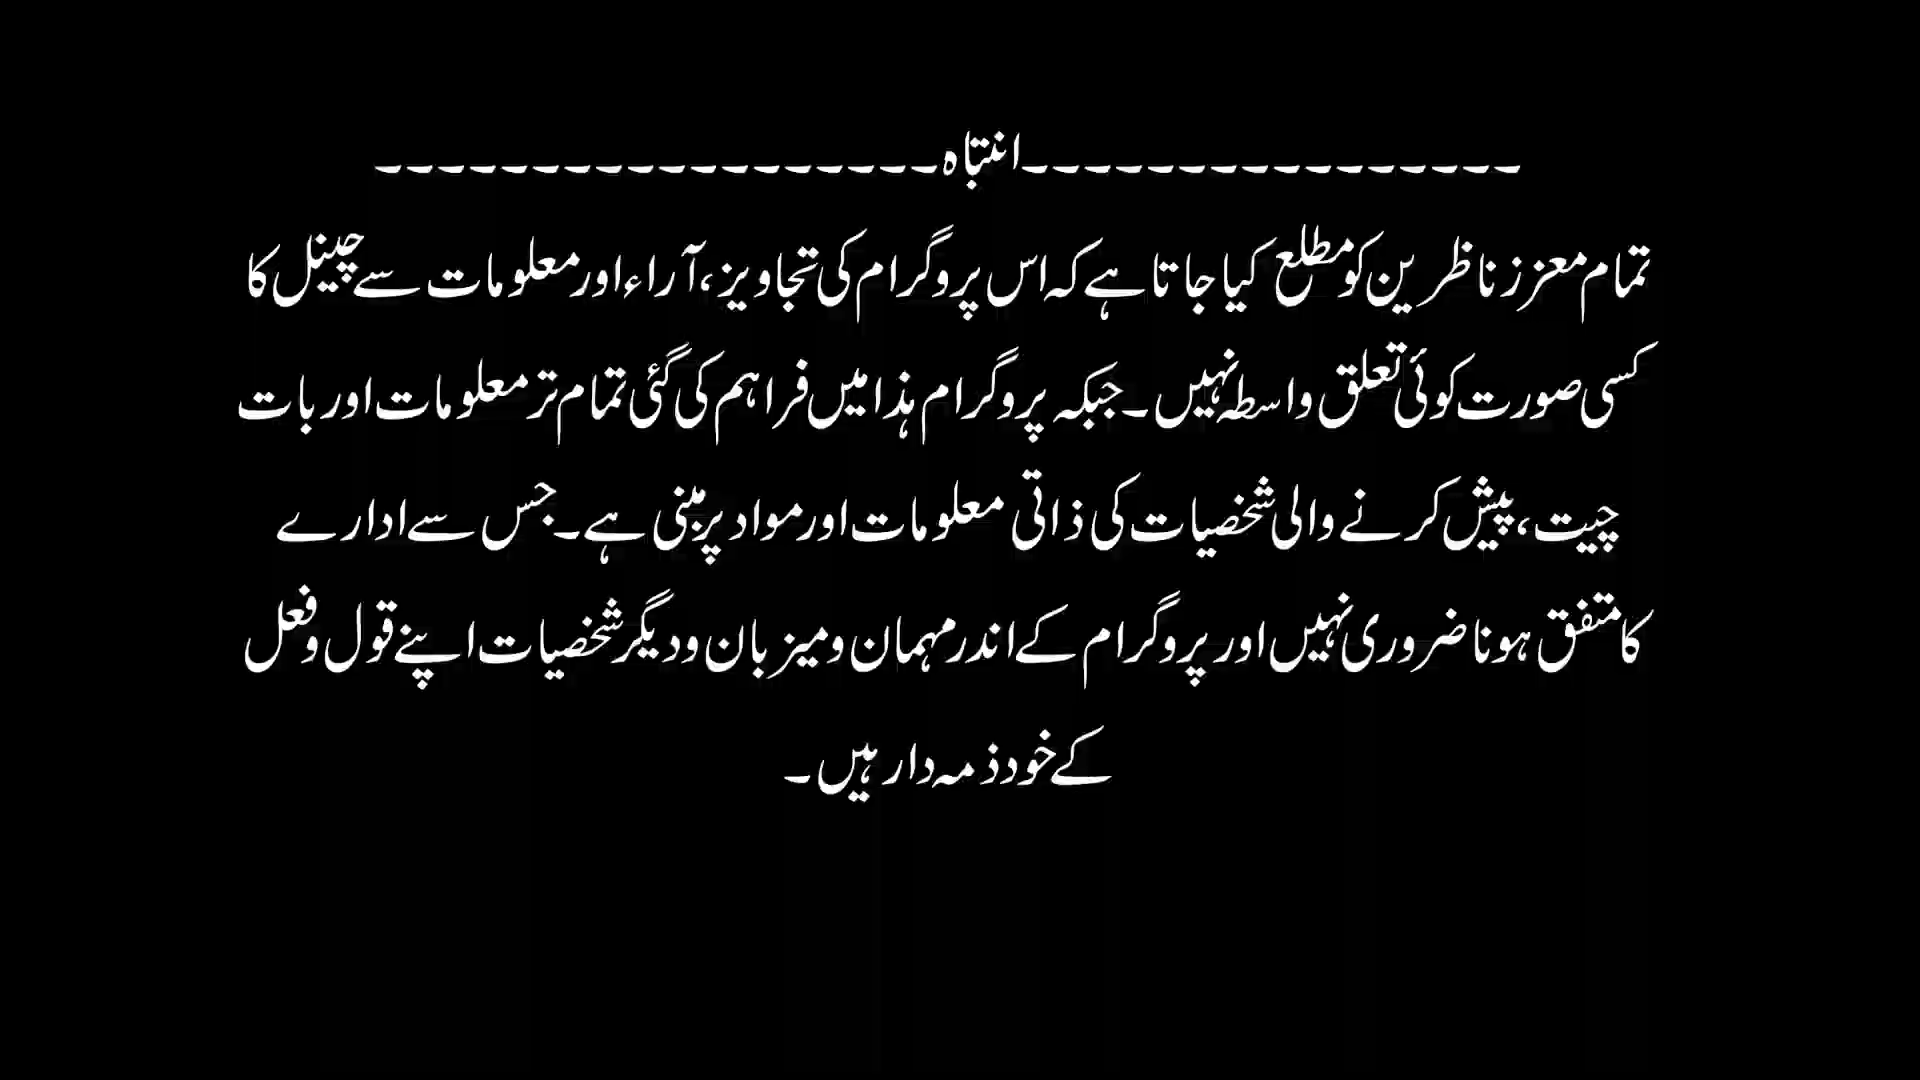 ۔۔۔۔۔۔۔۔۔۔۔۔۔۔۔۔انتباہ۔۔۔۔۔۔۔۔۔۔۔۔۔۔۔۔۔۔
تمام معزز ناظرین کو مطلع کیا جاتا ہے کہ اس پروگرام کی تجاویز، آراء اور معلومات سے چینل کا
کسی صورت کوئی تعلق واسطہ نہیں۔ جبکہ پروگرام ہذا میں فراہم کی گئی تمام تر معلومات اور بات
چیت، پیش کرنے والی شخصیات کی ذاتی معلومات اور مواد پر مبنی ہے۔ جس سے ادارے
کا متفق ہونا ضروری نہیں اور پروگرام کے اندر مہمان و میزبان و دیگر شخصیات اپنے قول و فعل
کے خود ذمہ دار ہیں۔